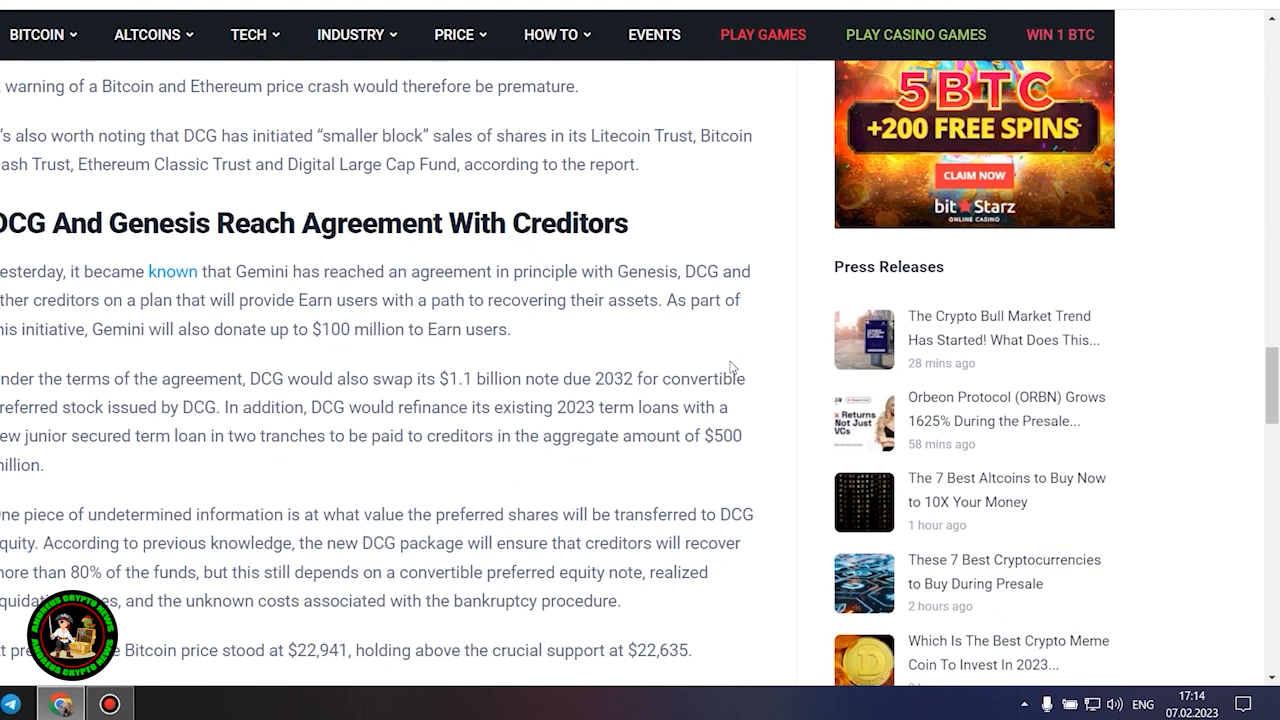 BITCOIN
ALTCOINS
TECH
INDUSTRY
PRICE
HOW TO
EVENTS
PLAY GAMES
PLAY CASINO GAMES
WIN 1 BTC
warning of a Bitcoin and Ethereum price crash would therefore be premature.
's also worth noting that DCG has initiated “smaller block” sales of shares in its Litecoin Trust, Bitcoin
ash Trust, Ethereum Classic Trust and Digital Large Cap Fund, according to the report.
DCG And Genesis Reach Agreement With Creditors
esterday, it became known that Gemini has reached an agreement in principle with Genesis, DCG and
ther creditors on a plan that will provide Earn users with a path to recovering their assets. As part of
his initiative, Gemini will also donate up to $100 million to Earn users.
nder the terms of the agreement, DCG would also swap its $1.1 billion note due 2032 for convertible
referred stock issued by DCG. In addition, DCG would refinance its existing 2023 term loans with a
ew junior secured term loan in two tranches to be paid to creditors in the aggregate amount of $500
illion.
ne piece of undetermined information is at what value the preferred shares will be transferred to DCG
quity. According to previous knowledge, the new DCG package will ensure that creditors will recover
ore than 80% of the funds, but this still depends on a convertible preferred equity note, realized
and the unknown costs associated with the bankruptcy procedure.
Bitcoin price stood at $22,941, holding above the crucial support at $22,635.
5BTC
+200 FREE SPINS
CLAIM NOW
bitStarz
ONLINE CASINO
Press Releases
The Crypto Bull Market Trend
Has Started! What Does This...
28 mins ago
Returns
Not Just
VCs
Orbeon Protocol (ORBN) Grows
1625% During the Presale...
58 mins ago
The 7 Best Altcoins to Buy Now
to 10X Your Money
1 hour ago
These 7 Best Cryptocurrencies
to Buy During Presale
2 hours ago
Which Is The Best Crypto Meme
Coin To Invest In 2023...
ANDREUS CRYPTO NEWS
ANDREUS CRYPTO NEWS
ENG
17:14
07.02.2023